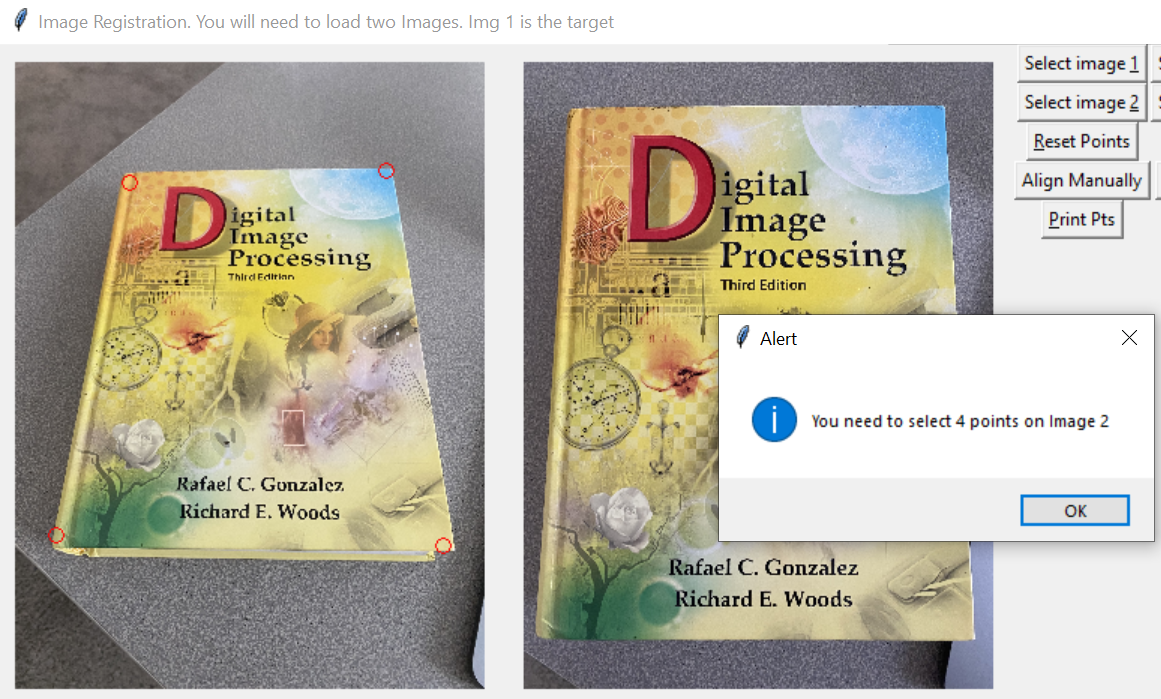 Image Registration. You will need to load two Images. Img 1 is the target
Digital
Image
Processing
Third Edition
a
Rafael C. Gonzalez
Richard E. Woods
Digital
Image
Processing
Third Edition
a
Rafael C. Gonzalez
Richard E. Woods
Select image 1
Select image 2
Reset Points
Align Manually
Print Pts
Alert
You need to select 4 points on Image 2
OK